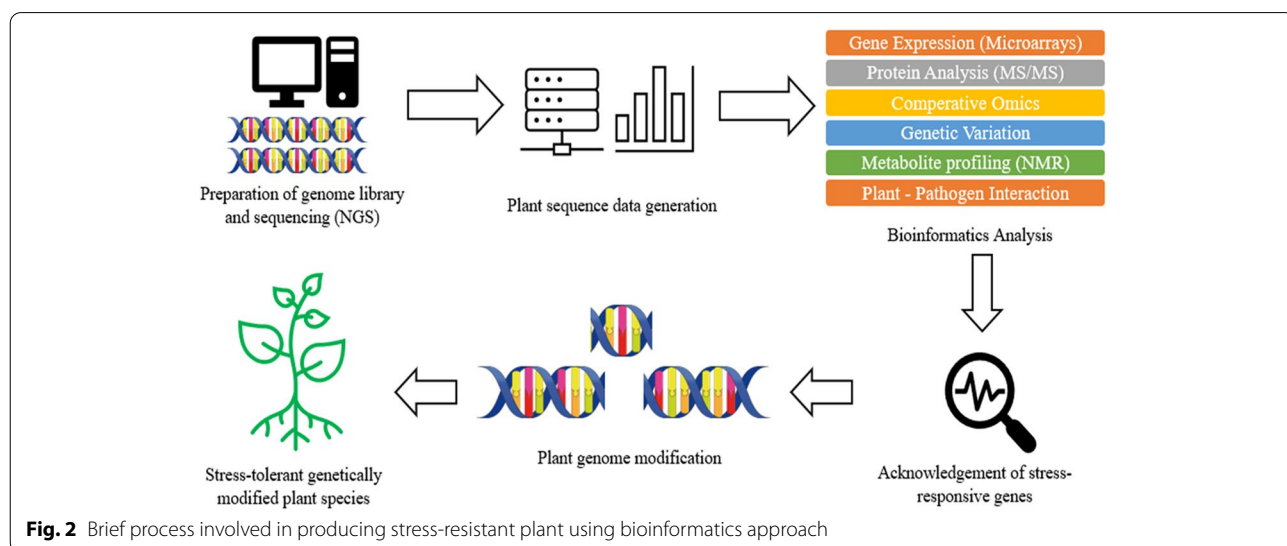 Gene Expression (Microarrays)
Protein Analysis (MS/MS)
Comperative Omics
Genetic Variation
Metabolite profiling (NMR)
Plant - Pathogen Interaction
Preparation of genome library
and sequencing (NGS)
Plant sequence data generation
Bioinformatics Analysis
Stress-tolerant genetically
modified plant species
Plant genome modification
Acknowledgement of stress-
responsive genes
Fig. 2 Brief process involved in producing stress-resistant plant using bioinformatics approach